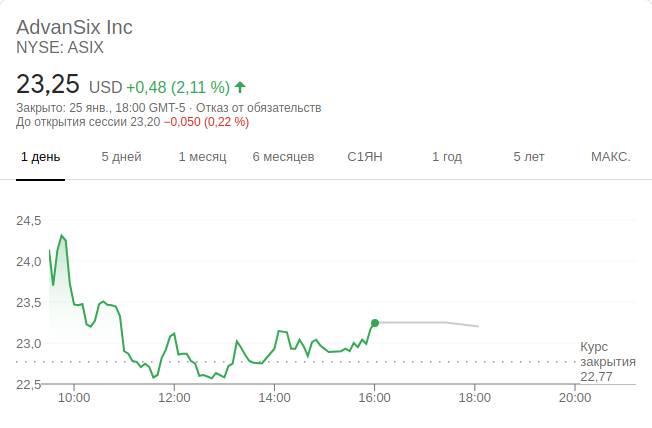 AdvanSix Inc
NYSE: ASIX
23,25 USD +0,48 (2,11 %)
Закрыто: 25 янв., 18:00 GMT-5 · Отказ от обязательств
До открытия сессии 23,20 −0,050 (0,22 %)
1 день 5 дней 1 месяц 6 месяцев С1ЯН 1 год 5 лет МАКС.
24,5
24,0
23,5
23,0
Курс
закрытия
22,77
22,5
10:00 12:00 14:00 16:00 18:00 20:00